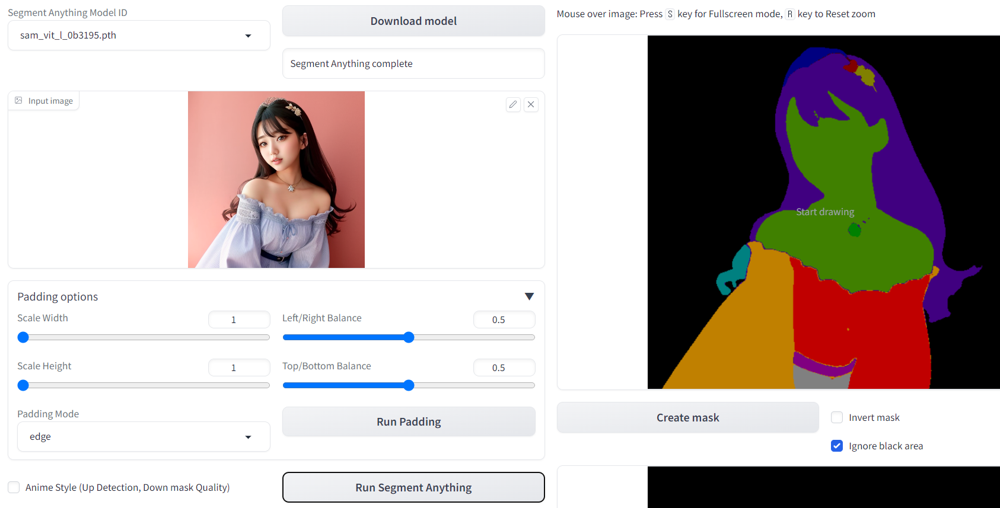 Segment Anything Model ID
sam_vit_l_0b3195.pth
Download model
Segment Anything complete
Input image
Padding options
Scale Width
1
Left/Right Balance
0.5
Scale Height
1
Top/Bottom Balance
0.5
Padding Mode
edge
Run Padding
Anime Style (Up Detection, Down mask Quality)
Run Segment Anything
Mouse over image: Press S key for Fullscreen mode, R key to Reset zoom
Start drawing
Create mask
Invert mask
Ignore black area